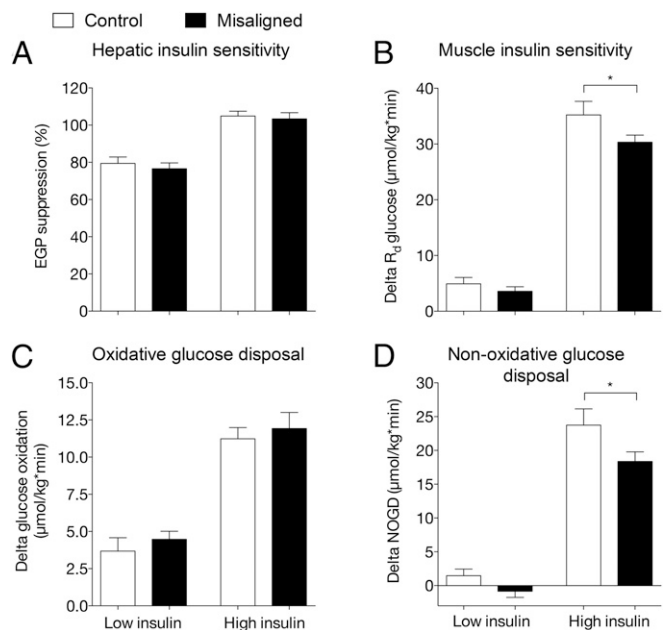 Control
Misaligned
A
Hepatic insulin sensitivity
EGP suppression (%)
120
100
80
60
40
20
0
B
Muscle insulin sensitivity
Delta Rd glucose (µmol/kg*min)
40
30
20
10
0
*
C
Oxidative glucose disposal
Delta glucose oxidation
(µmol/kg*min)
15.0
12.5
10.0
7.5
5.0
2.5
0.0
Low insulin
High insulin
D
Non-oxidative glucose
disposal
Delta NOGD (µmol/kg*min)
30
25
20
15
10
5
0
*
Low insulin
High insulin